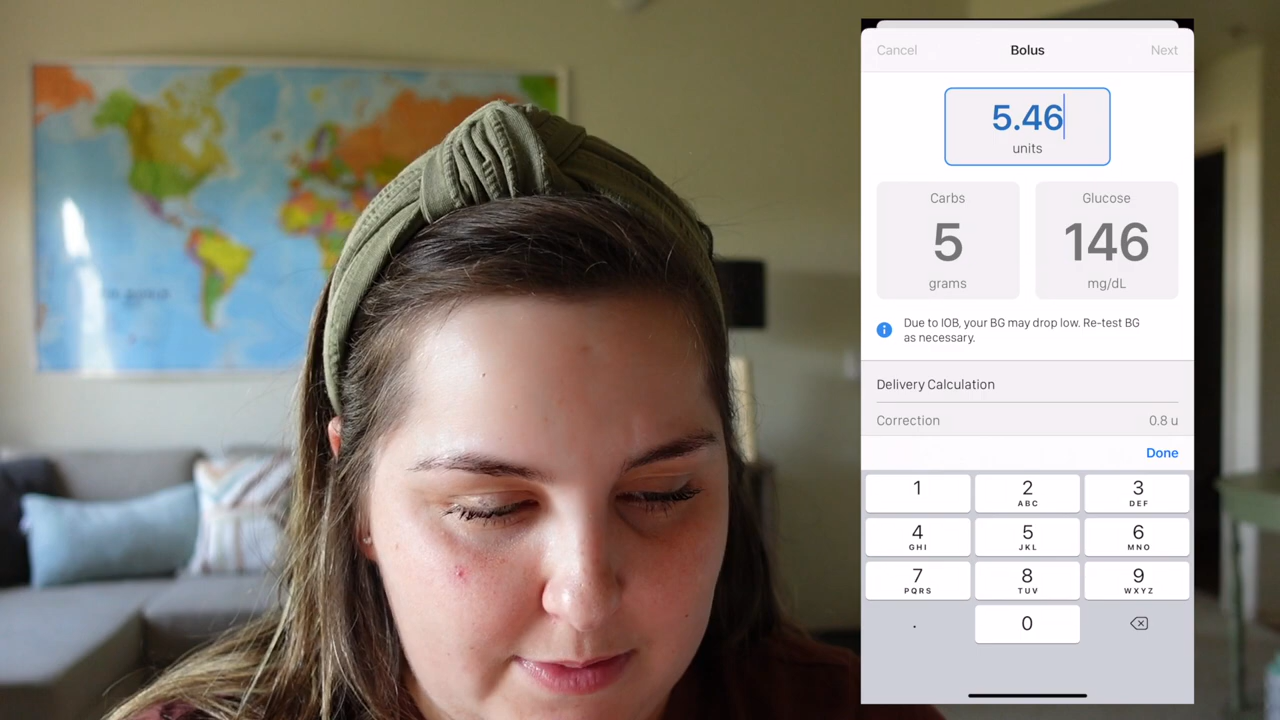 Cancel Bolus Next
5.46
units
Carbs Glucose
5 146
grams mg/dL
Due to IOB, your BG may drop low. Re-test BG
as necessary.
Delivery Calculation
Correction 0.8 u
Done
1 2 3
ABC DEF
4 5 6
GHI JKL MNO
7 8 9
PQRS TUV WXYZ
. 0